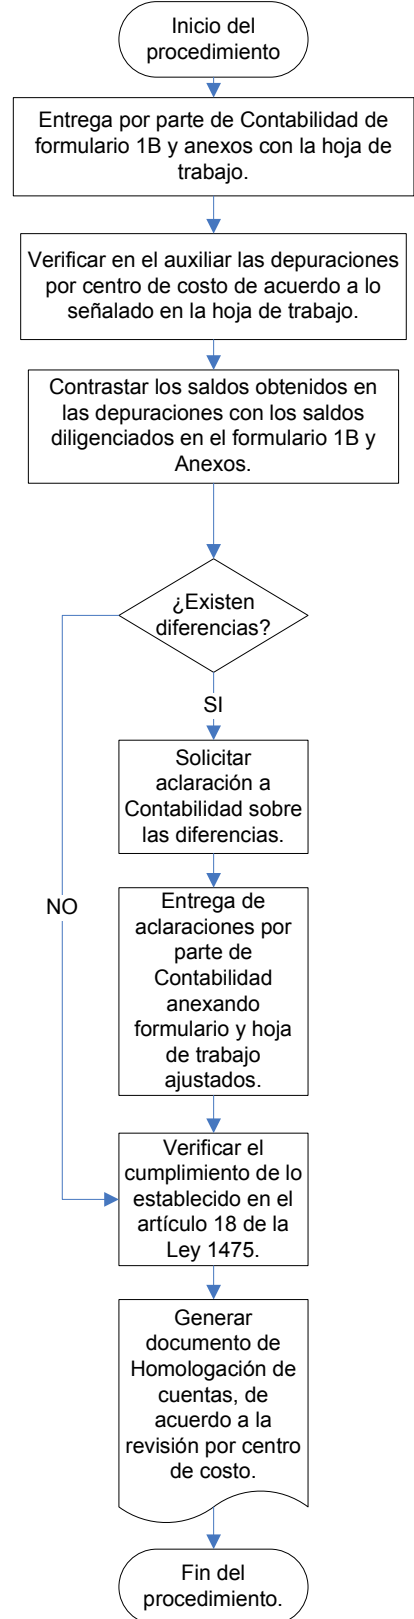 Inicio del
procedimiento
Entrega por parte de Contabilidad de
formulario 1B y anexos con la hoja de
trabajo.
Verificar en el auxiliar las depuraciones
por centro de costo de acuerdo a lo
señalado en la hoja de trabajo.
Contrastar los saldos obtenidos en
las depuraciones con los saldos
diligenciados en el formulario 1B y
Anexos.
¿Existen
diferencias?
SI
Solicitar
aclaración a
Contabilidad sobre
las diferencias.
NO
Entrega de
aclaraciones por
parte de
Contabilidad
anexando
formulario y hoja
de trabajo
ajustados.
Verificar el
cumplimiento de lo
establecido en el
artículo 18 de la
Ley 1475.
Generar
documento de
Homologación de
cuentas, de
acuerdo a la
revisión por centro
de costo.
Fin del
procedimiento.